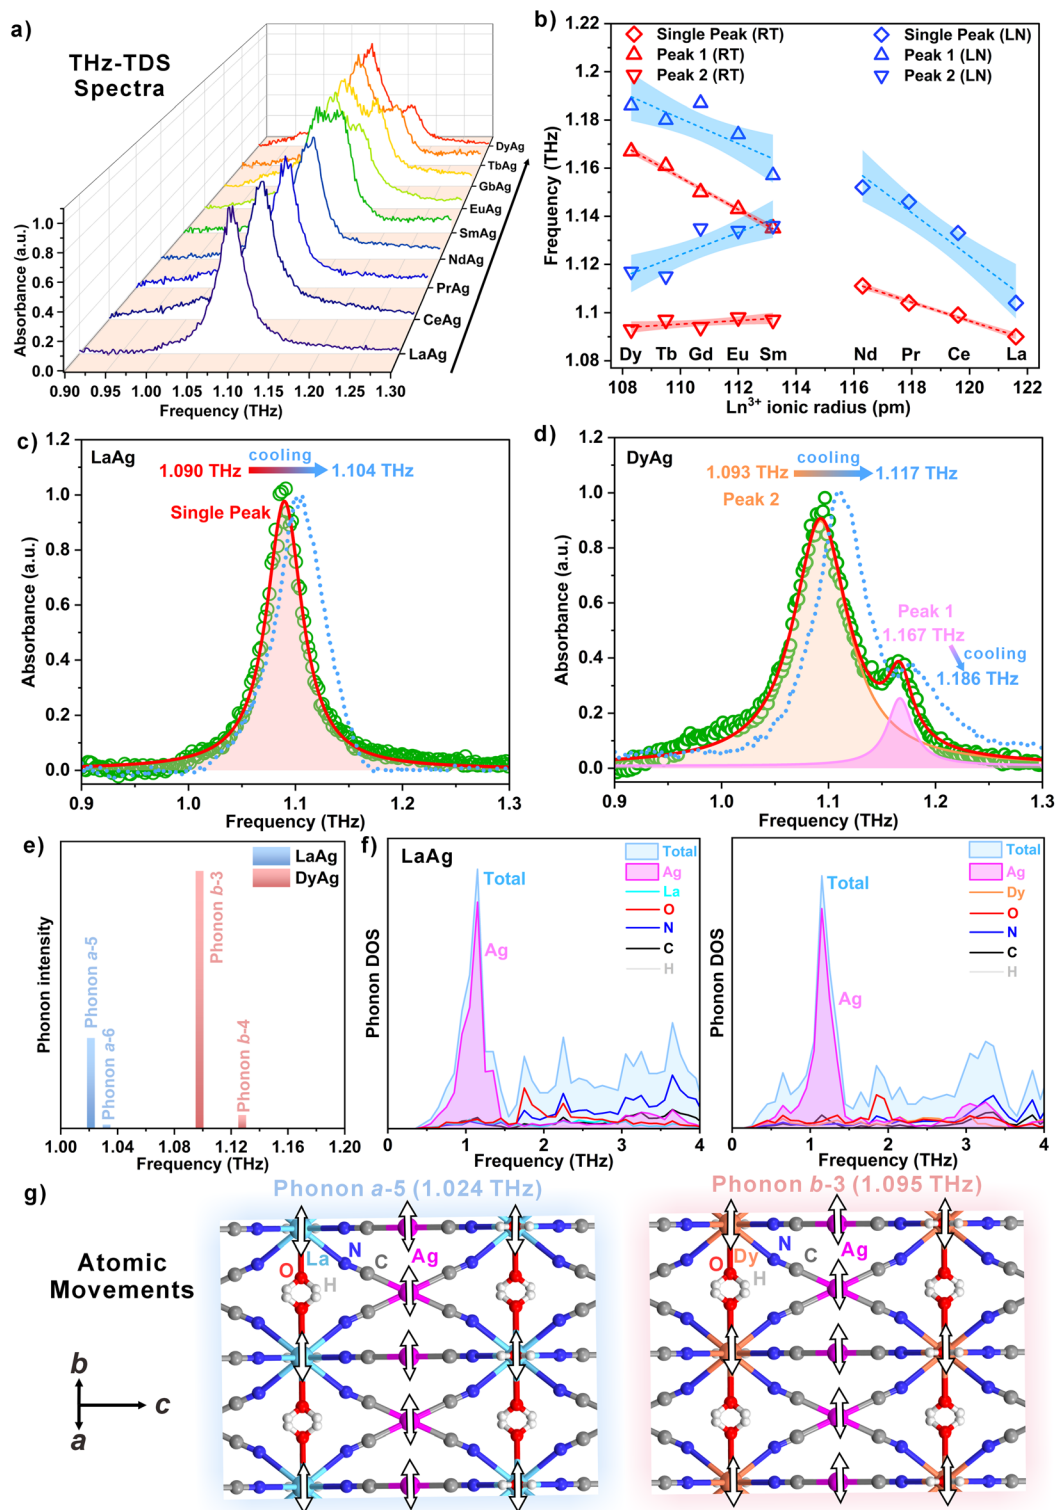 a)
THz-TDS
Spectra
Absorbance (a.u.)
1.0
0.8
0.6
0.4
0.2
0.0
0.90 0.95 1.00 1.05 1.10 1.15 1.20 1.25 1.30
Frequency (THz)
DyAg
TbAg
GbAg
EuAg
SmAg
NdAg
PrAg
CeAg
LaAg
b)
Frequency (THz)
1.22
1.20
1.18
1.16
1.14
1.12
1.10
1.08
Single Peak (RT)
Peak 1 (RT)
Peak 2 (RT)
Single Peak (LN)
Peak 1 (LN)
Peak 2 (LN)
Dy Tb Gd Eu Sm Nd Pr Ce La
108 110 112 114 116 118 120 122
Ln³⁺ ionic radius (pm)
c)
LaAg
cooling
1.090 THz 1.104 THz
Single Peak
Absorbance (a.u.)
1.2
1.0
0.8
0.6
0.4
0.2
0.0
0.9 1.0 1.1 1.2 1.3
Frequency (THz)
d)
DyAg
cooling
1.093 THz 1.117 THz
Peak 2
Peak 1
1.167 THz
cooling
1.186 THz
Absorbance (a.u.)
1.2
1.0
0.8
0.6
0.4
0.2
0.0
0.9 1.0 1.1 1.2 1.3
Frequency (THz)
e)
LaAg
DyAg
Phonon intensity
Phonon a-5
Phonon a-6
Phonon b-3
Phonon b-4
1.00 1.04 1.08 1.12 1.16 1.20
Frequency (THz)
f)
LaAg
Phonon DOS
Total
Ag
Total
Ag
La
O
N
C
H
0 1 2 3 4
Frequency (THz)
Phonon DOS
Total
Ag
Total
Ag
Dy
O
N
C
H
0 1 2 3 4
Frequency (THz)
g)
Atomic
Movements
b
c
a
Phonon a-5 (1.024 THz)
La N C Ag
O H
Phonon b-3 (1.095 THz)
Dy N C Ag
O H